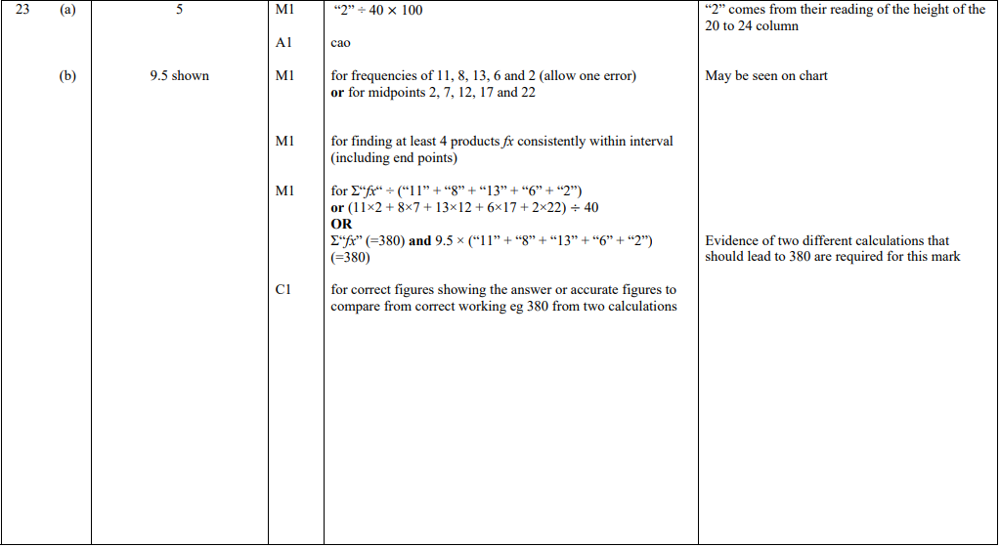 23 (a) 5 M1 “2” ÷ 40 × 100 “2” comes from their reading of the height of the
20 to 24 column
A1 cao
(b) 9.5 shown M1 for frequencies of 11, 8, 13, 6 and 2 (allow one error) May be seen on chart
or for midpoints 2, 7, 12, 17 and 22
M1 for finding at least 4 products fx consistently within interval
(including end points)
M1 for Σ“fx“ ÷ (“11” + “8” + “13” + “6” + “2”)
or (11×2 + 8×7 + 13×12 + 6×17 + 2×22) ÷ 40
OR
Σ“fx” (=380) and 9.5 × (“11” + “8” + “13” + “6” + “2”) Evidence of two different calculations that
(=380) should lead to 380 are required for this mark
C1 for correct figures showing the answer or accurate figures to
compare from correct working eg 380 from two calculations